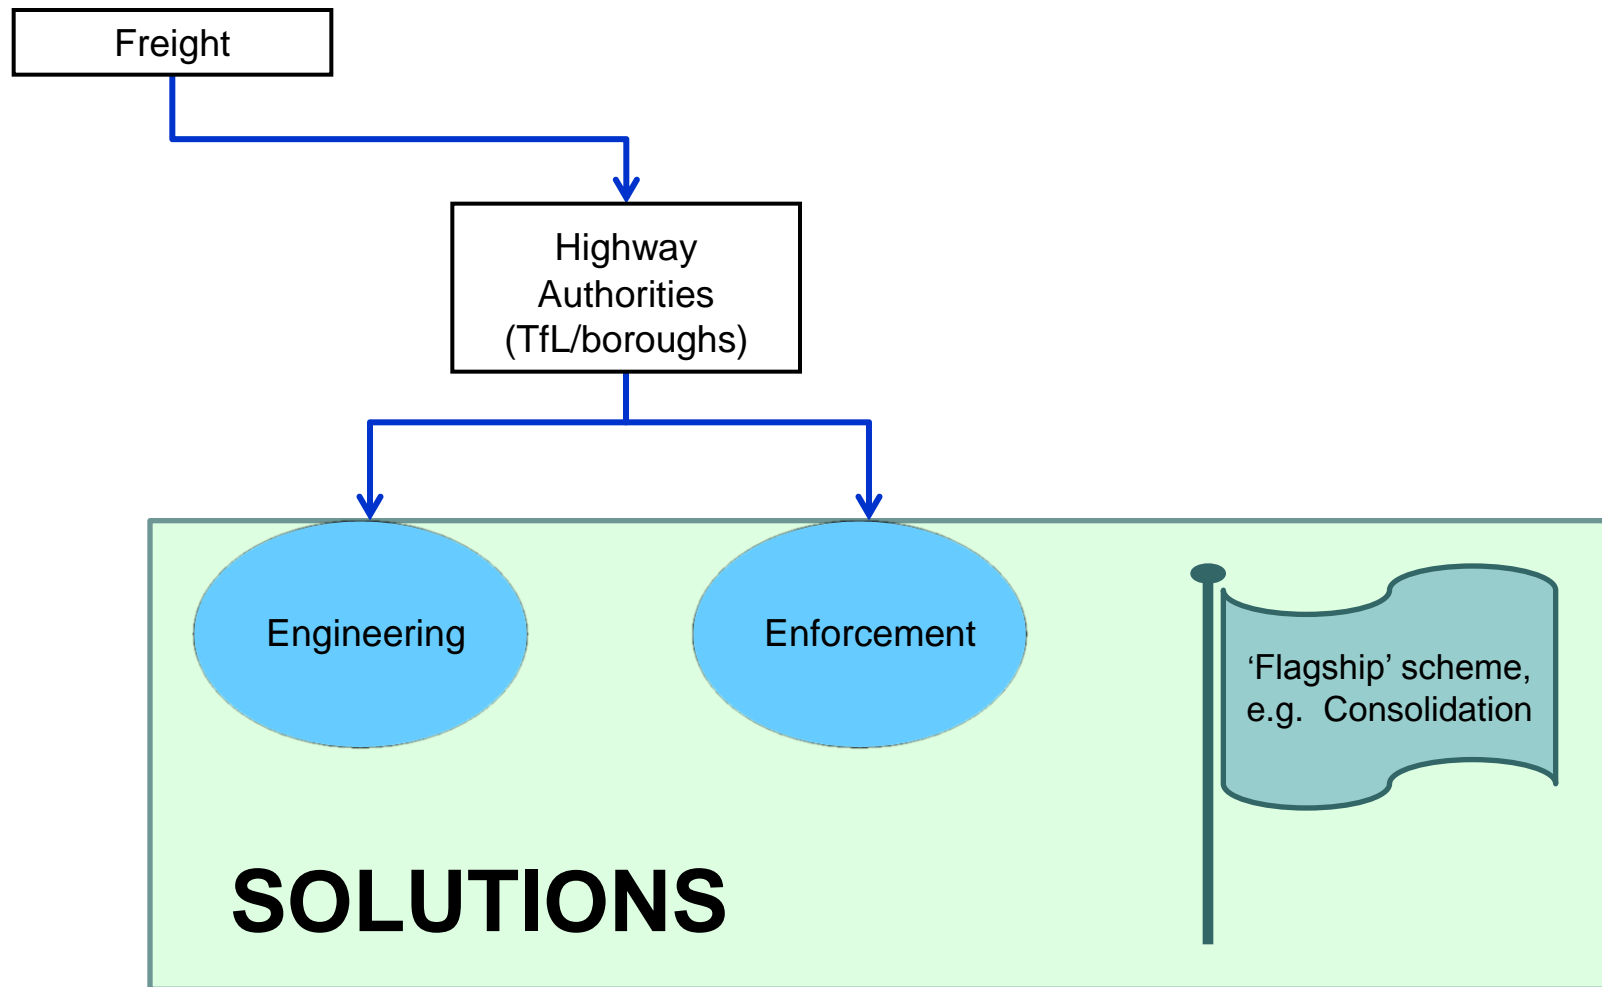 Freight
Highway
Authorities
(TfL/boroughs)
Engineering
Enforcement
‘Flagship’ scheme,
e.g.  Consolidation
SOLUTIONS